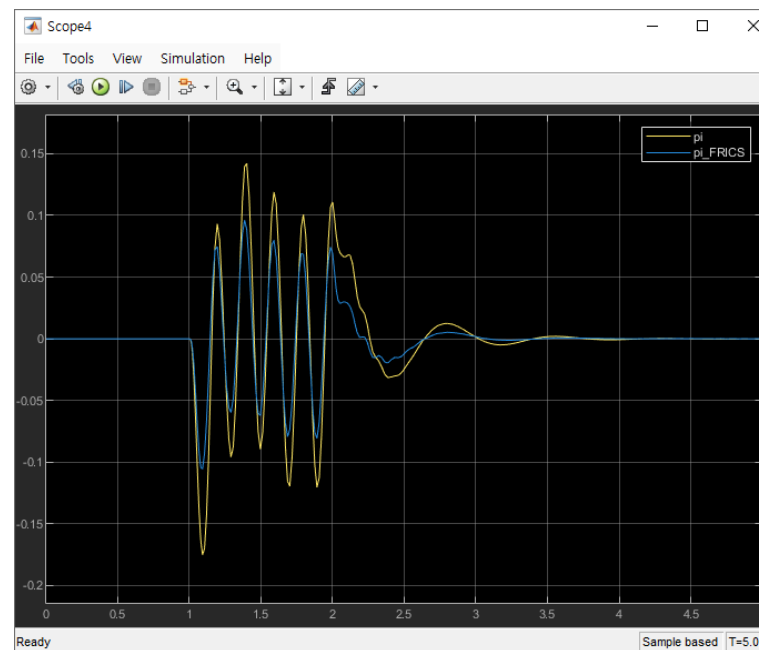 Scope4
File Tools View Simulation Help
pi
pi_FRICS
0.15
0.1
0.05
0
-0.05
-0.1
-0.15
-0.2
0 0.5 1 1.5 2 2.5 3 3.5 4 4.5
Ready Sample based T=5.0